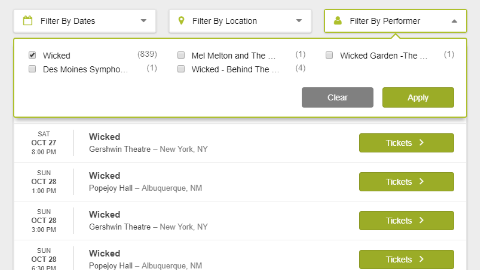 Filter By Dates Filter By Location Filter By Performer
Wicked (839) Mel Melton and The ... (1) Wicked Garden -The ... (1)
Des Moines Sympho... (1) Wicked - Behind The ... (4)
Clear Apply
SAT
OCT 27
8:00 PM
Wicked
Gershwin Theatre – New York, NY
Tickets
SUN
OCT 28
1:00 PM
Wicked
Popejoy Hall – Albuquerque, NM
Tickets
SUN
OCT 28
3:00 PM
Wicked
Gershwin Theatre – New York, NY
Tickets
SUN
OCT 28
6:30 PM
Wicked
Popejoy Hall – Albuquerque, NM
Tickets